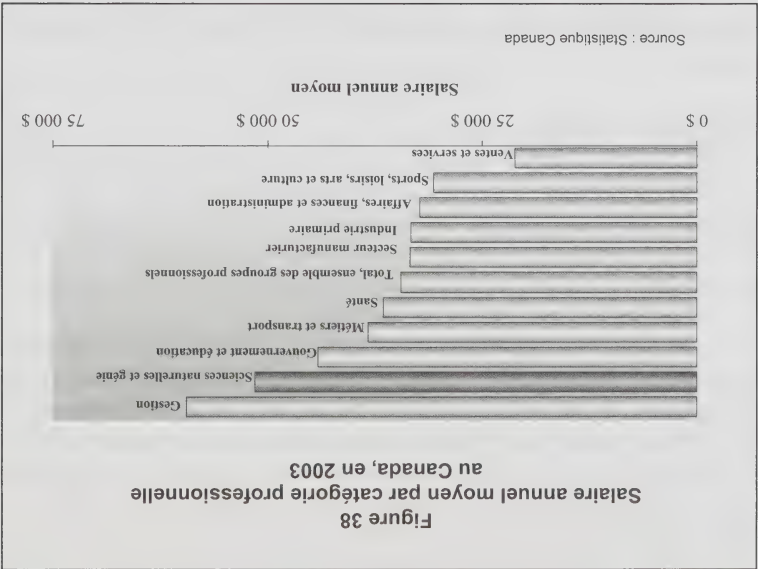 Figure 38
Salaire annuel moyen par catégorie professionnelle
au Canada, en 2003
Gestion
Sciences naturelles et génie
Gouvernement et éducation
Métiers et transport
Santé
Total, ensemble des groupes professionnels
Secteur manufacturier
Industrie primaire
Affaires, finances et administration
Sports, loisirs, arts et culture
Ventes et services
0 $ 25 000 $ 50 000 $ 75 000 $
Salaire annuel moyen
Source : Statistique Canada